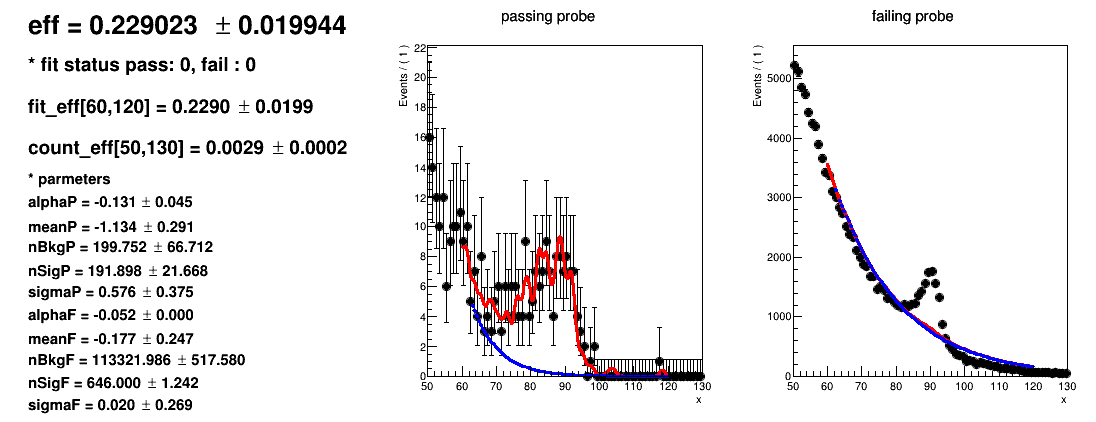 eff = 0.229023 ± 0.019944
* fit status pass: 0, fail : 0
fit_eff[60,120] = 0.2290 ± 0.0199
count_eff[50,130] = 0.0029 ± 0.0002
* parmeters
alphaP = -0.131 ± 0.045
meanP = -1.134 ± 0.291
nBkgP = 199.752 ± 66.712
nSigP = 191.898 ± 21.668
sigmaP = 0.576 ± 0.375
alphaF = -0.052 ± 0.000
meanF = -0.177 ± 0.247
nBkgF = 113321.986 ± 517.580
nSigF = 646.000 ± 1.242
sigmaF = 0.020 ± 0.269
passing probe
Events / ( 1 )
22
20
18
16
14
12
10
8
6
4
2
0
50 60 70 80 90 100 110 120 130
x
failing probe
Events / ( 1 )
5000
4000
3000
2000
1000
0
50 60 70 80 90 100 110 120 130
x